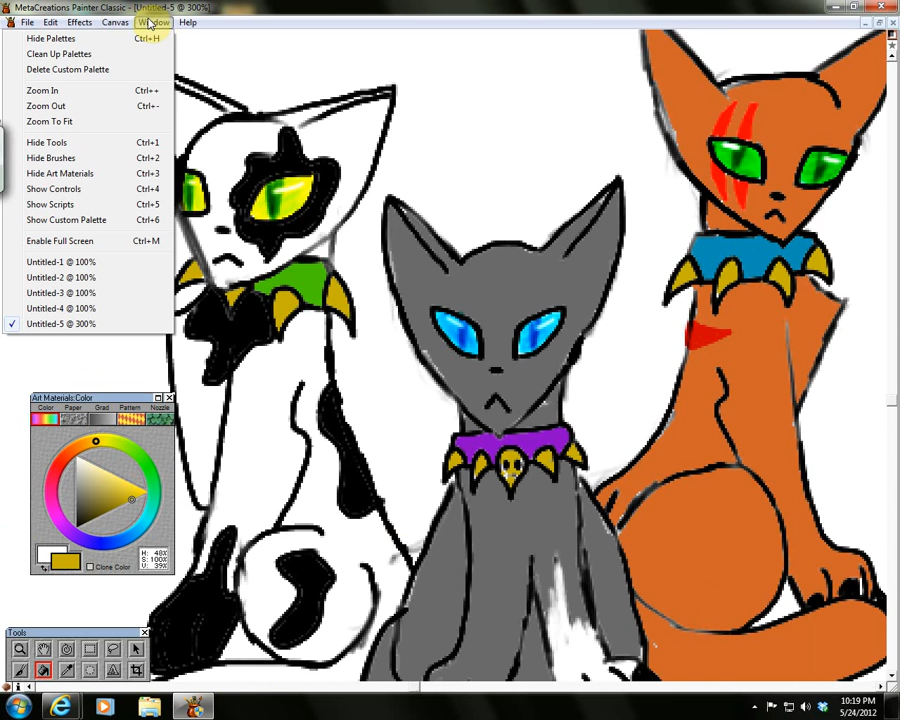 MetaCreations Painter Classic - [Untitled-5 @ 300%]
File Edit Effects Canvas Window Help
Hide Palettes Ctrl+H
Clean Up Palettes
Delete Custom Palette
Zoom In Ctrl++
Zoom Out Ctrl+-
Zoom To Fit
Hide Tools Ctrl+1
Hide Brushes Ctrl+2
Hide Art Materials Ctrl+3
Show Controls Ctrl+4
Show Scripts Ctrl+5
Show Custom Palette Ctrl+6
Enable Full Screen Ctrl+M
Untitled-1 @ 100%
Untitled-2 @ 100%
Untitled-3 @ 100%
Untitled-4 @ 100%
Untitled-5 @ 300%
Art Materials:Color
Color Paper Grad Pattern Nozzle
H: 48%
S: 100%
V: 39%
Clone Color
Tools
10:19 PM
5/24/2012